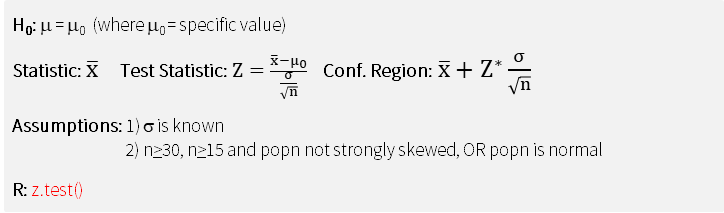 H₀: μ = μ₀ (where μ₀ = specific value)
Statistic: x̄ Test Statistic: Z = (x̄−μ₀)/(σ/√n) Conf. Region: x̄ + Z* σ/√n
Assumptions: 1) σ is known
2) n≥30, n≥15 and popn not strongly skewed, OR popn is normal
R: z.test()